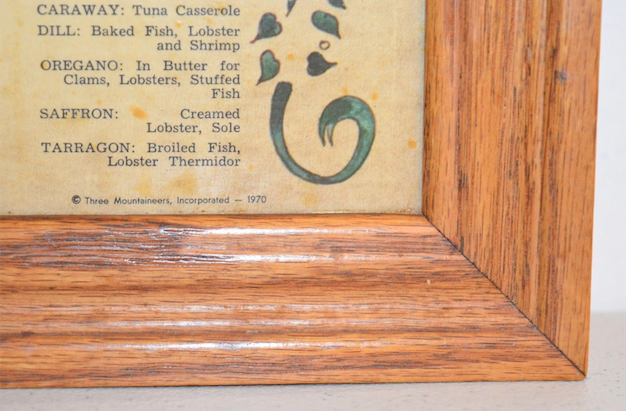 CARAWAY: Tuna Casserole
DILL: Baked Fish, Lobster
and Shrimp
OREGANO: In Butter for
Clams, Lobsters, Stuffed
Fish
SAFFRON: Creamed
Lobster, Sole
TARRAGON: Broiled Fish,
Lobster Thermidor
© Three Mountaineers, Incorporated — 1970